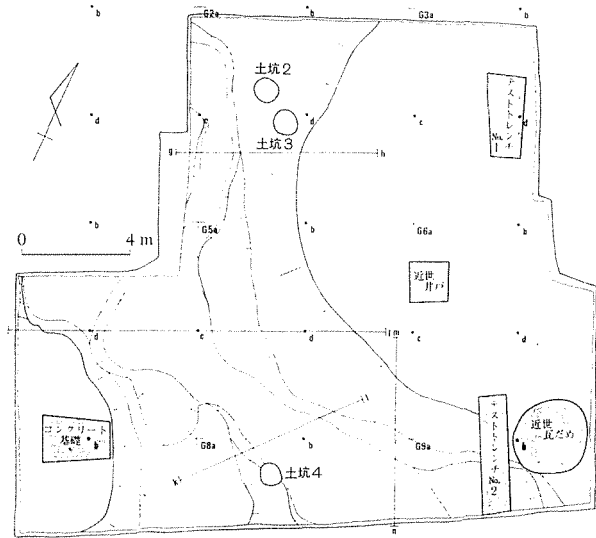 b
G2a
b
G3a
b
土坑2
d
c
d
c
d
テストトレンチ
No.
1
土坑3
g
h
b
G5a
b
G6a
b
0 4 m
近世
井戸
d
c
d
l m
c
d
コンクリート
基礎
b
G8a
b
G9a
近世
瓦だめ
b
テストトレンチ
No.
2
k
土坑4
n